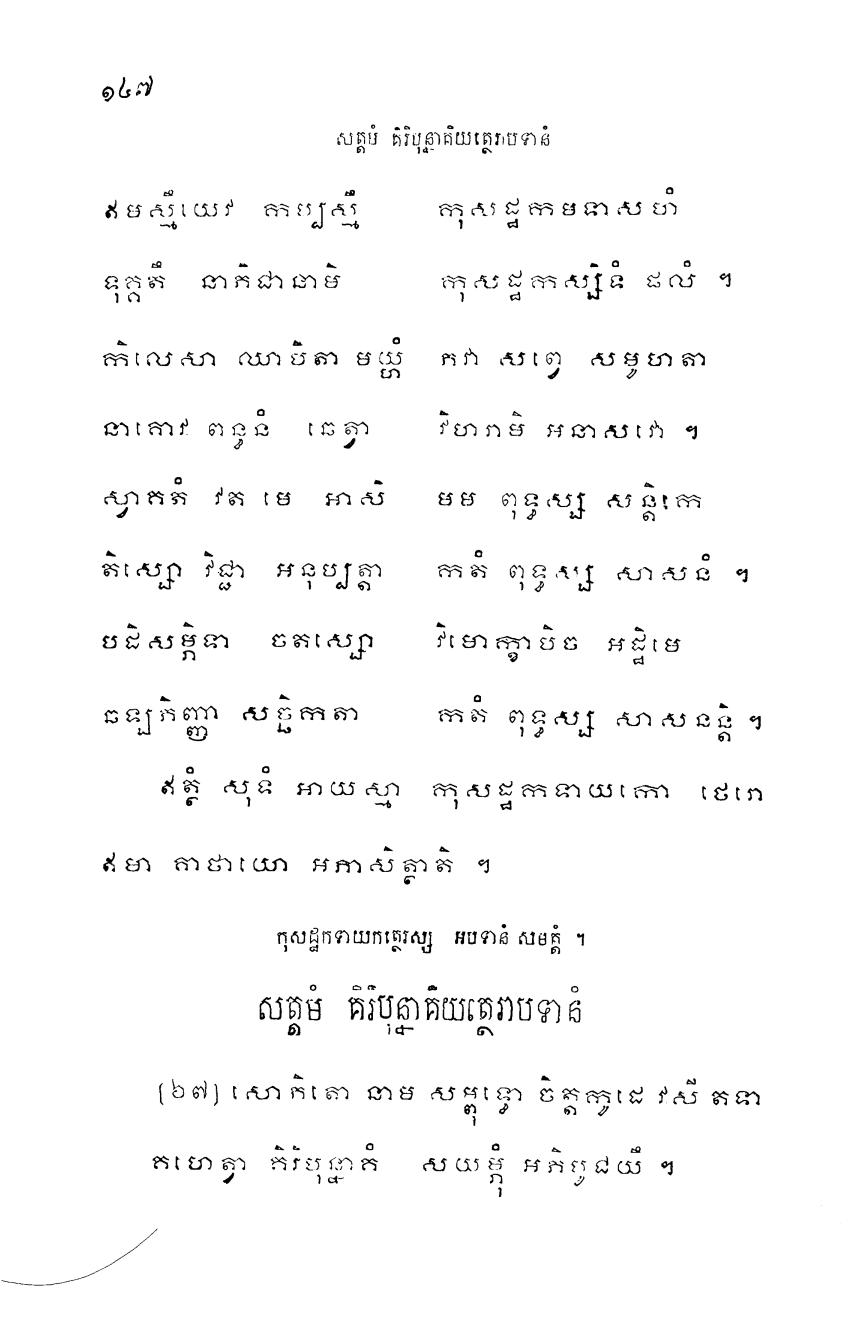 ១៤៧
សត្តមំ គិរិបុន្នាគិយត្ថេរាបទានំ
ឥមស្មឹយេវ កប្បស្មឹ កុសដ្ឋកមទាសហំ
ទុគ្គតឹ នាភិជានាមិ កុសដ្ឋកស្សិទំ ផលំ ។
កិលេសា ឈាបិតា មយ្ហំ ភវា សព្វេ សមូហតា
នាគោវ ពន្ធនំ ឆេត្វា វិហរាមិ អនាសវោ ។
ស្វាគតំ វត មេ អាសិ មម ពុទ្ធស្ស សន្តិកេ
តិស្សោ វិជ្ជា អនុប្បត្តា កតំ ពុទ្ធស្ស សាសនំ ។
បដិសម្ភិទា ចតស្សោ វិមោក្ខាបិច អដ្ឋិមេ
ឆឡភិញ្ញា សច្ឆិកតា កតំ ពុទ្ធស្ស សាសនន្តិ ។
ឥត្ថំ សុទំ អាយស្មា កុសដ្ឋកទាយកោ ថេរោ
ឥមា គាថាយោ អភាសិត្ថាតិ ។
កុសដ្ឋកទាយកត្ថេរស្ស អបទានំ សមត្តំ ។
សត្តមំ គិរិបុន្នាគិយត្ថេរាបទានំ
[៦៧] សោភិតោ នាម សម្ពុទ្ធោ ចិត្តកូដេ វសី តទា
គហេត្វា គិរិបុន្នាគំ សយម្ភុំ អភិបូជយឹ ។